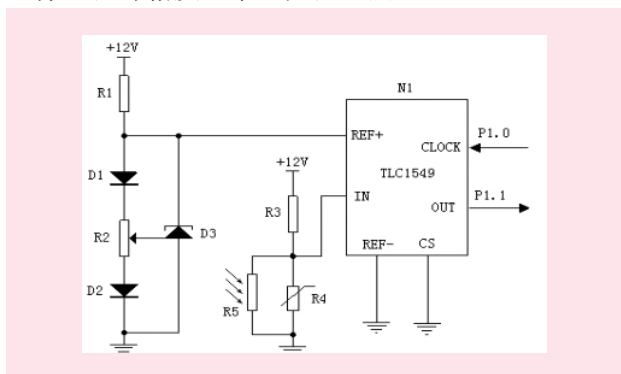 +12V
R1
N1
REF+
CLOCK
P1.0
+12V
TLC1549
D1
IN
R3
OUT
P1.1
R2
D3
REF-
CS
D2
R5
R4